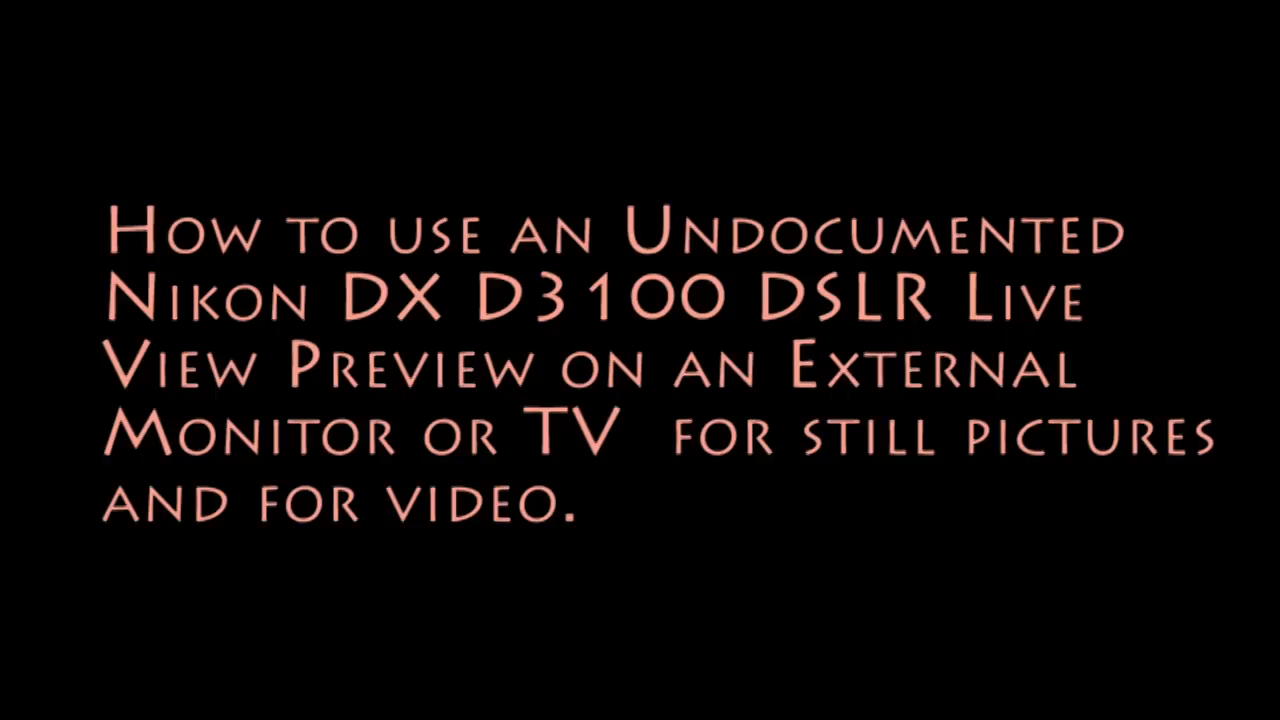 How to use an Undocumented
Nikon DX D3100 DSLR Live
View Preview on an External
Monitor or TV  for still pictures
and for video.